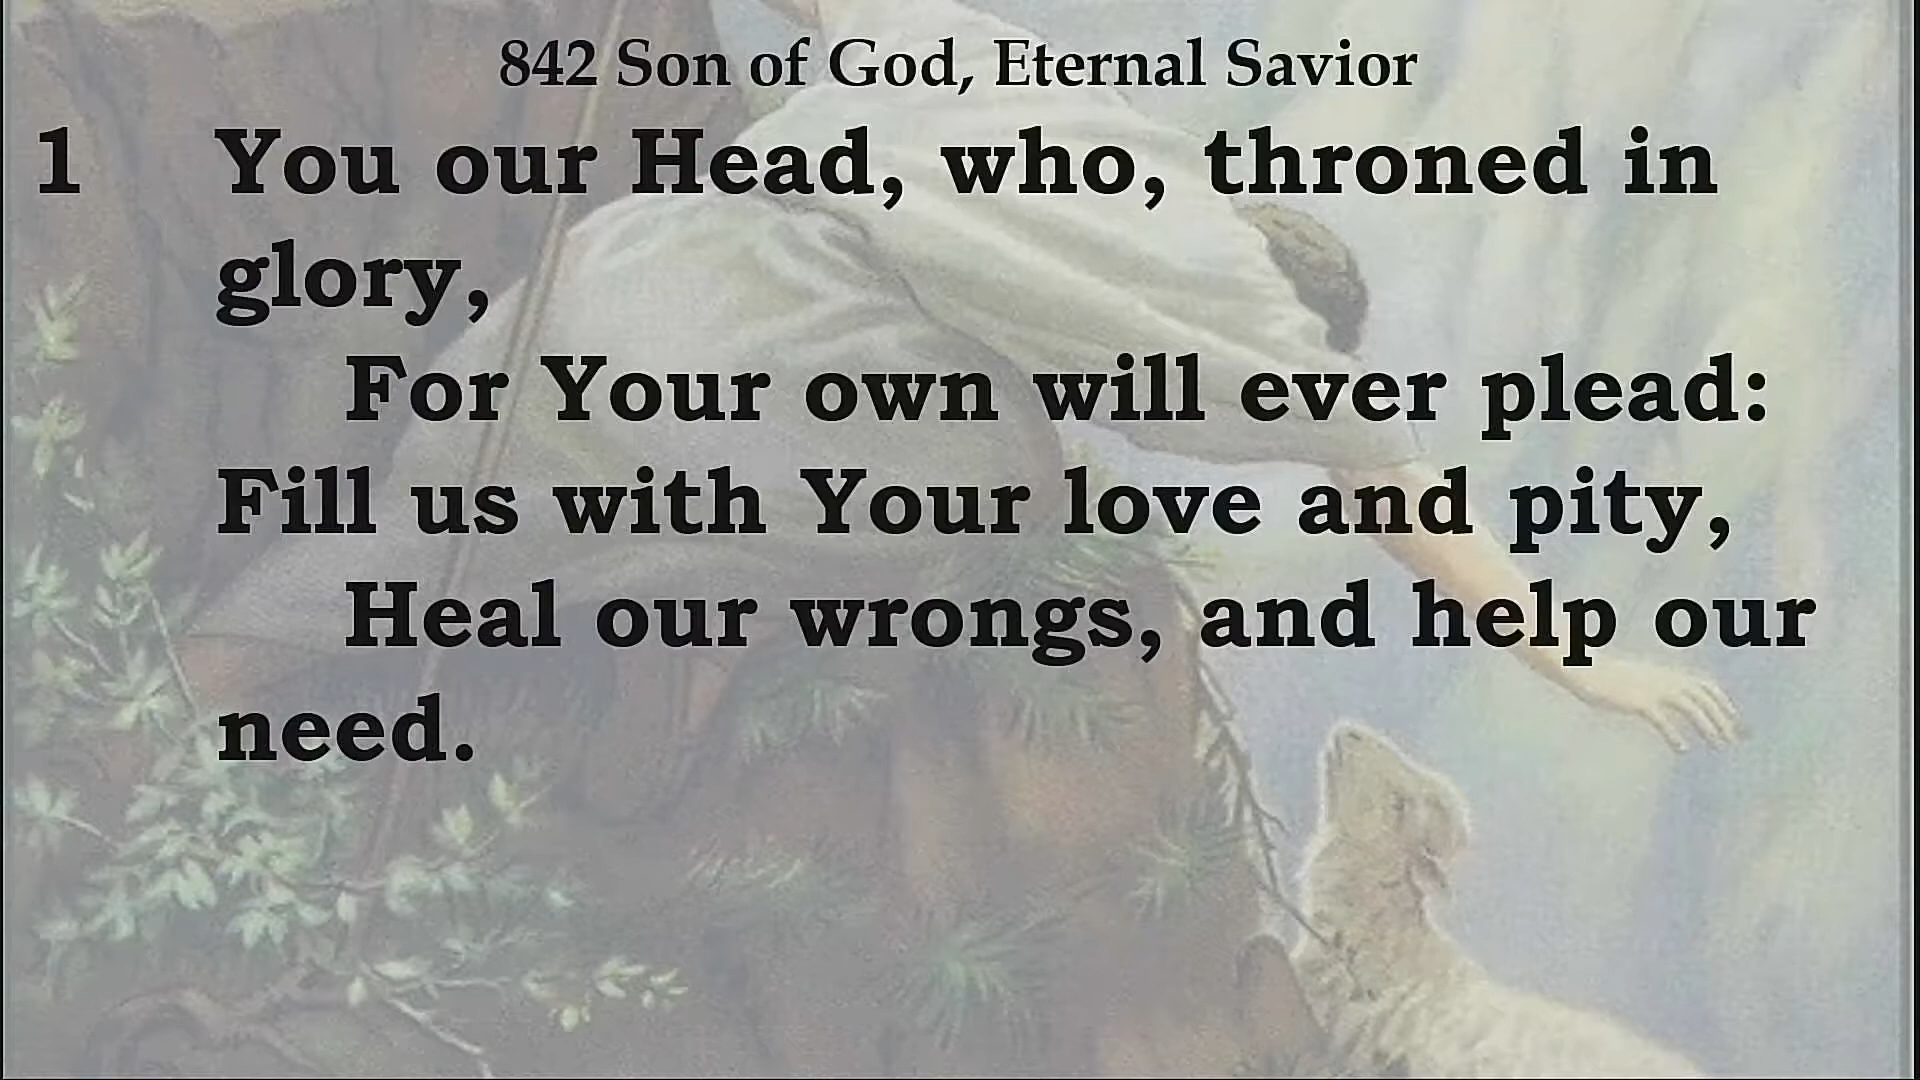 842 Son of God, Eternal Savior
1 You our Head, who, throned in
glory,
For Your own will ever plead:
Fill us with Your love and pity,
Heal our wrongs, and help our
need.